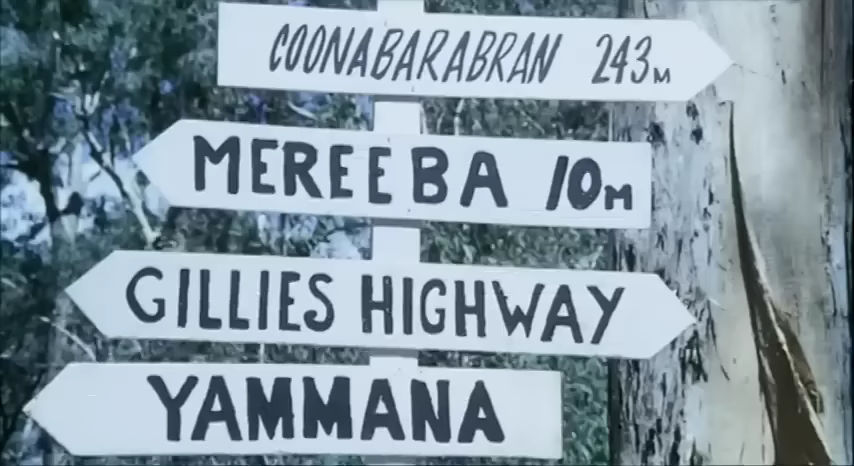 COONABARABRAN 243M
MEREEBA 10M
GILLIES HIGHWAY
YAMMANA